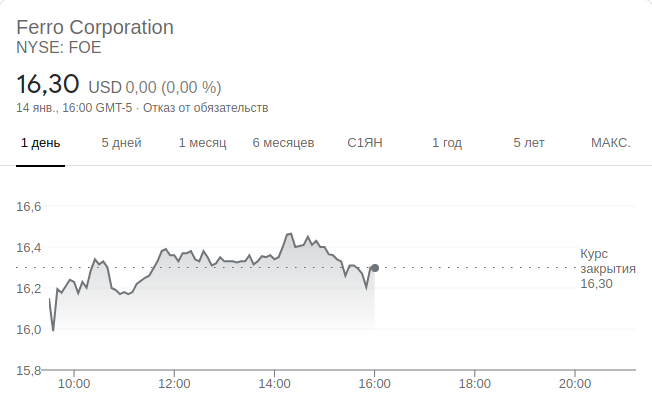 Ferro Corporation
NYSE: FOE
16,30 USD 0,00 (0,00 %)
14 янв., 16:00 GMT-5 · Отказ от обязательств
1 день 5 дней 1 месяц 6 месяцев С1ЯН 1 год 5 лет МАКС.
16,6
16,4
Курс
закрытия
16,30
16,2
16,0
15,8
10:00 12:00 14:00 16:00 18:00 20:00